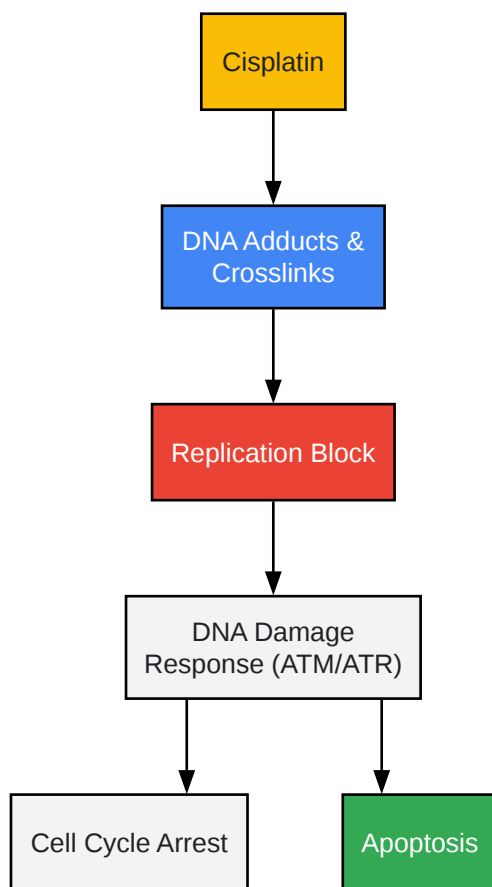 Cisplatin
DNA Adducts &
Crosslinks
Replication Block
DNA Damage
Response (ATM/ATR)
Cell Cycle Arrest
Apoptosis